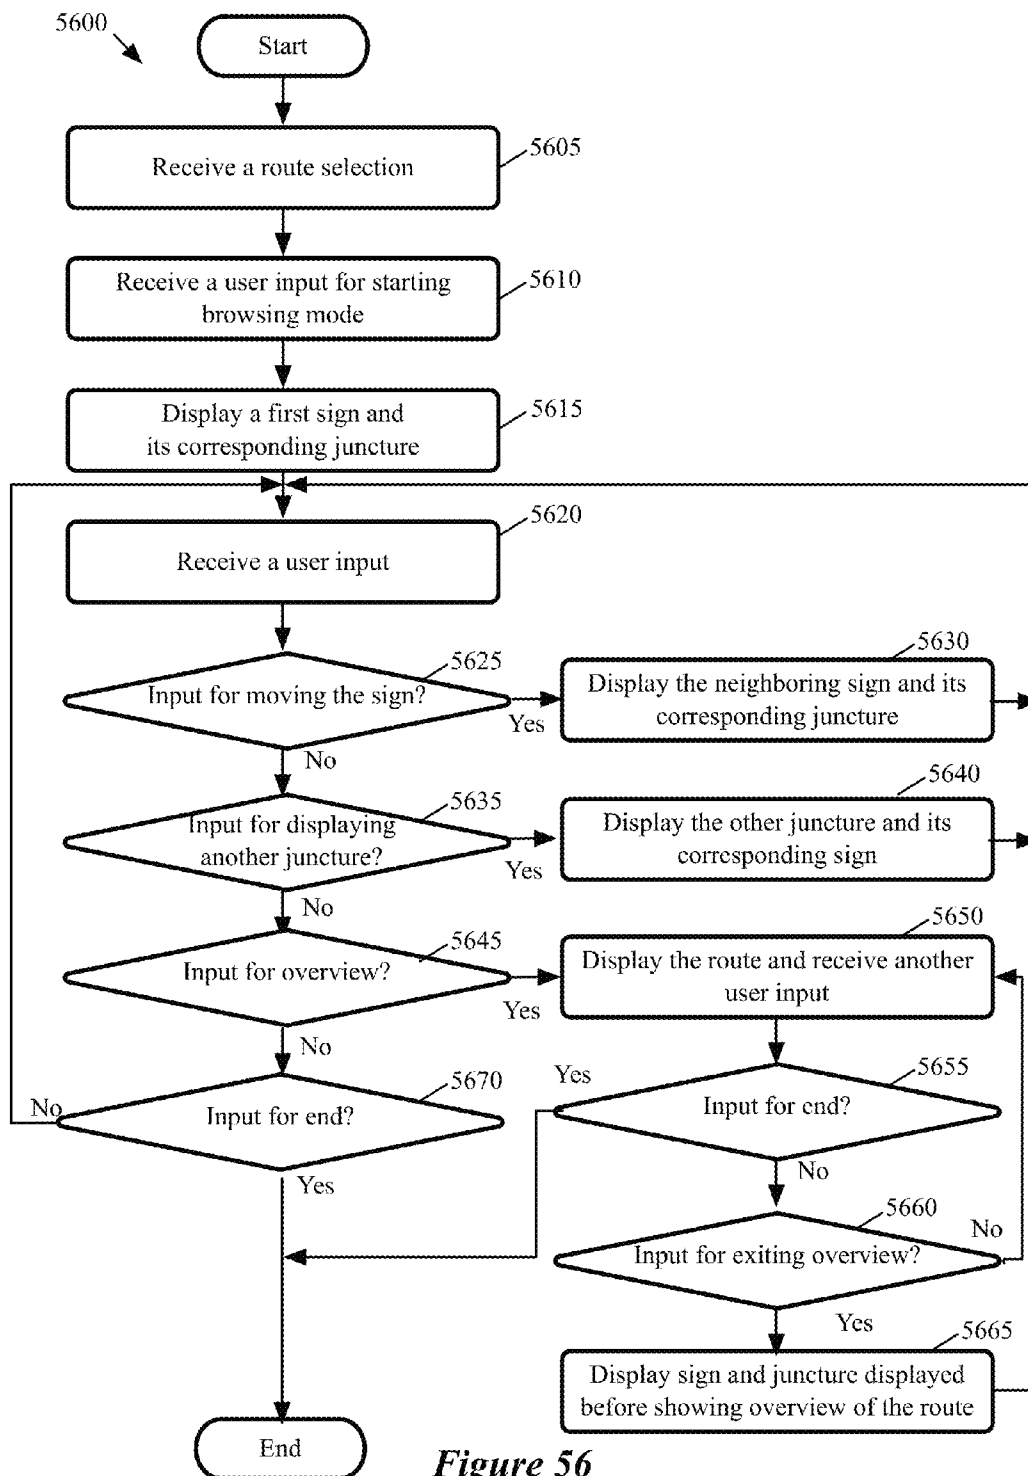 5600
Start
5605
Receive a route selection
5610
Receive a user input for starting
browsing mode
5615
Display a first sign and
its corresponding juncture
5620
Receive a user input
5625
Input for moving the sign?
Yes
No
5630
Display the neighboring sign and its
corresponding juncture
5635
Input for displaying
another juncture?
Yes
No
5640
Display the other juncture and its
corresponding sign
5645
Input for overview?
Yes
No
5650
Display the route and receive another
user input
5655
Yes
Input for end?
No
5670
No
Input for end?
Yes
5660
No
Input for exiting overview?
Yes
5665
Display sign and juncture displayed
before showing overview of the route
End
Figure 56